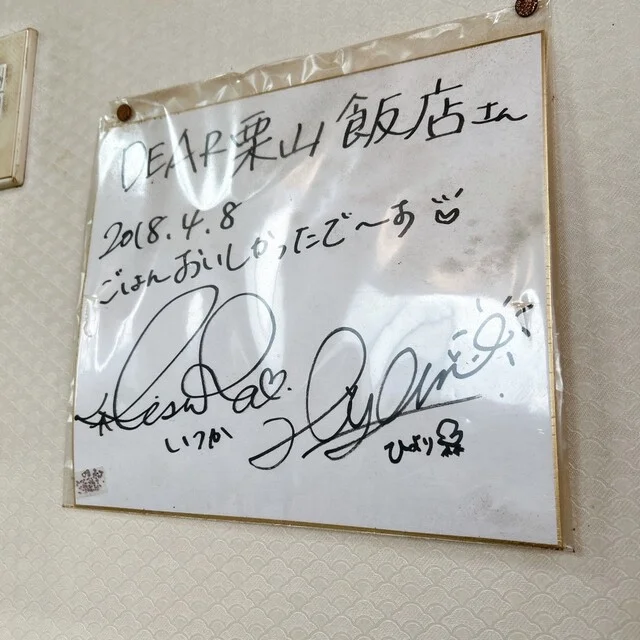 DEAR栗山飯店さん
2018.4.8
ごはんおいしかったで〜す
いつか
ひより